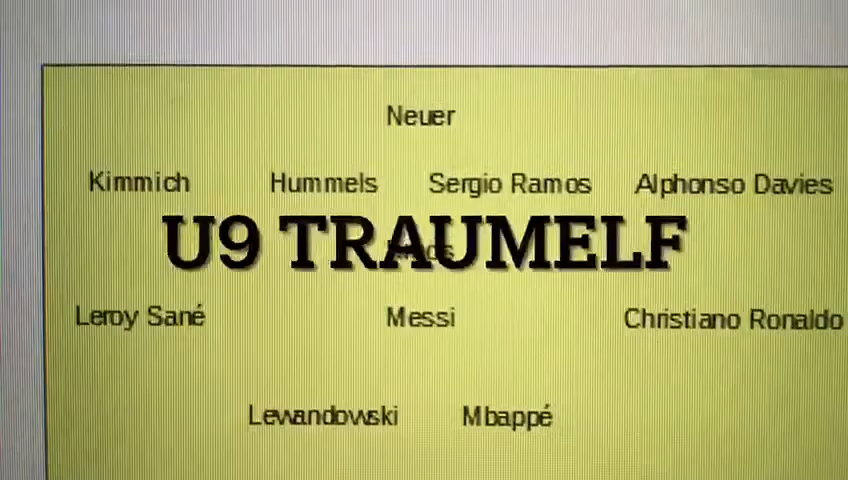 Neuer
Kimmich Hummels Sergio Ramos Alphonso Davies
U9 TRAUMELF
Leroy Sané Messi Christiano Ronaldo
Lewandowski Mbappé